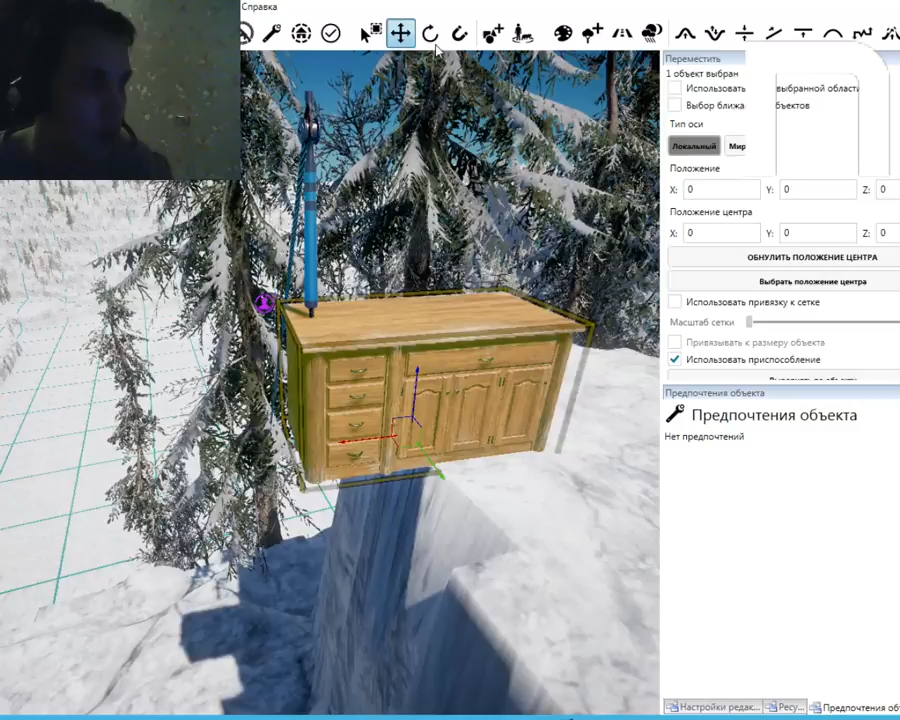 Справка
Переместить
1 объект выбран
Использовать выбранной области
Выбор ближа бъектов
Тип оси
Локальный Мир
Положение
X: 0 Y: 0 Z: 0
Положение центра
X: 0 Y: 0 Z: 0
ОБНУЛИТЬ ПОЛОЖЕНИЕ ЦЕНТРА
Выбрать положение центра
Использовать привязку к сетке
Масштаб сетки
Привязывать к размеру объекта
Использовать приспособление
Предпочтения объекта
Предпочтения объекта
Нет предпочтений
Настройки редак... Ресу... Предпочтения об